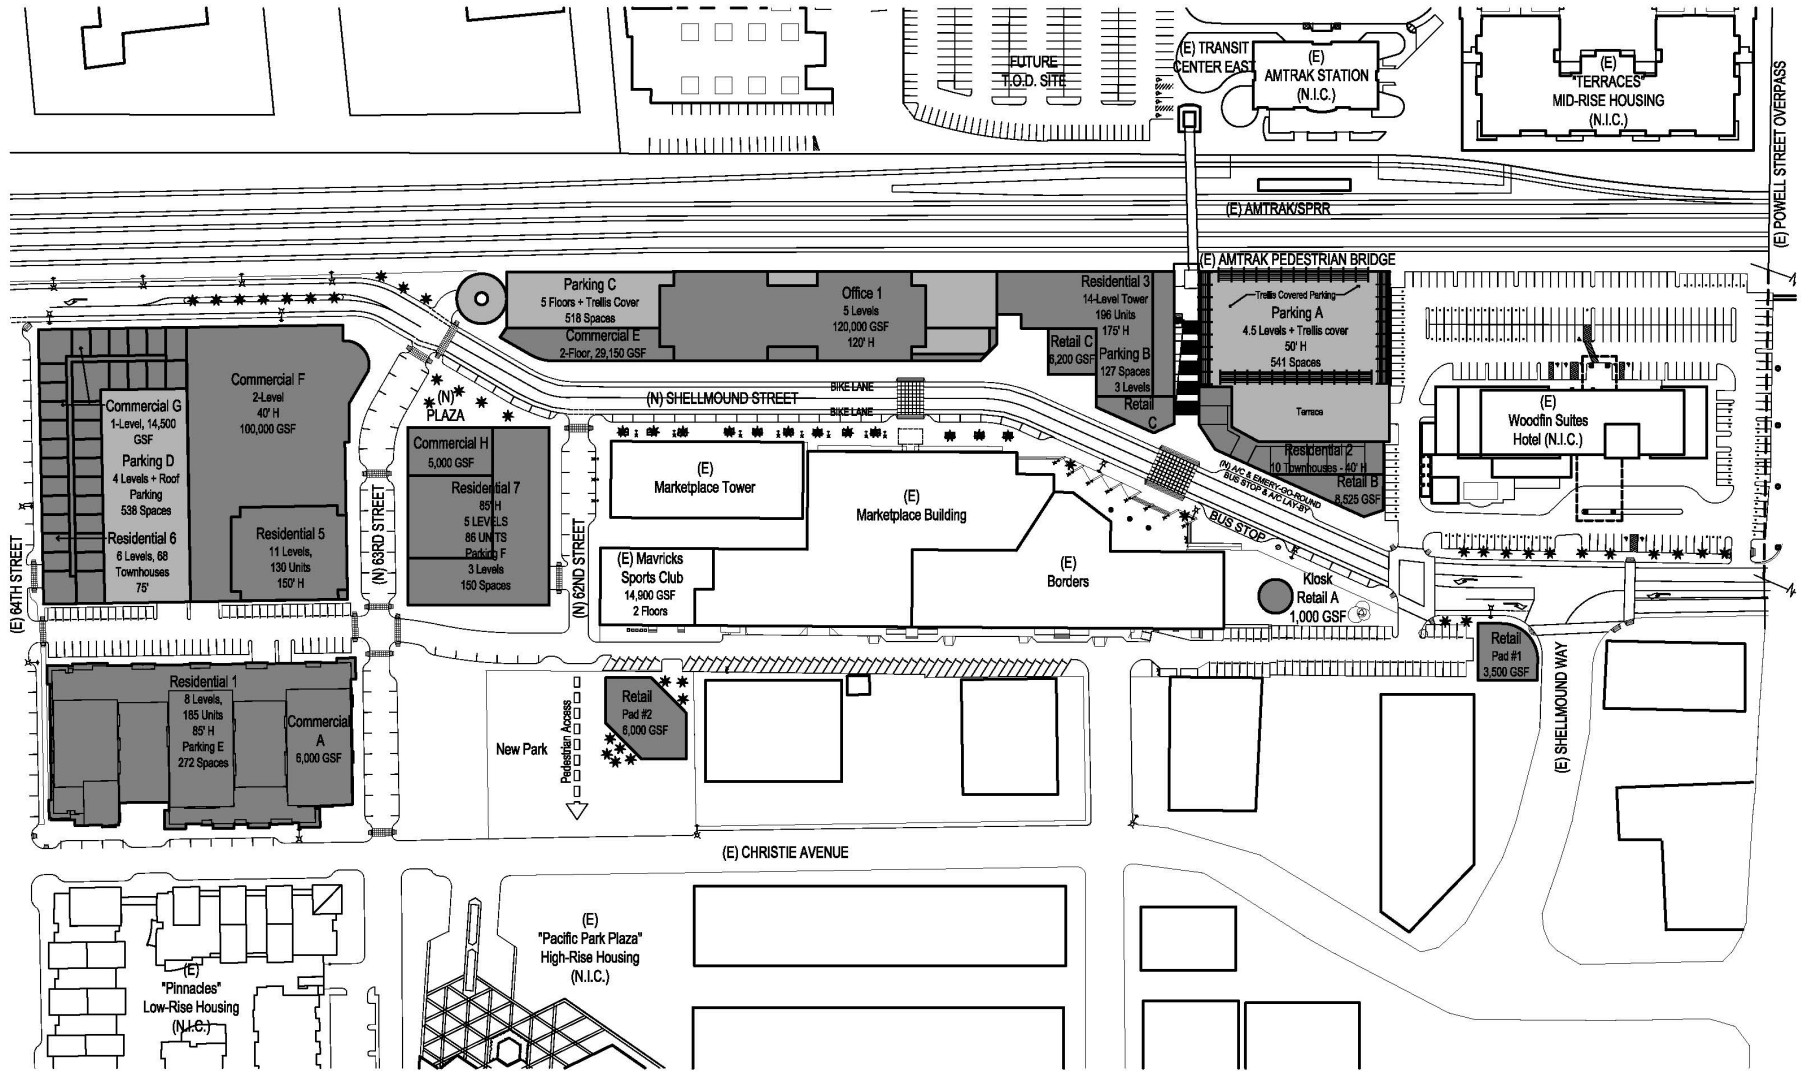 FUTURE
T.O.D. SITE
(E) TRANSIT
CENTER EAST
(E)
AMTRAK STATION
(N.I.C.)
(E)
"TERRACES"
MID-RISE HOUSING
(N.I.C.)
(E) POWELL STREET OVERPASS
(E) AMTRAK/SPRR
(E) AMTRAK PEDESTRIAN BRIDGE
Parking C
5 Floors + Trellis Cover
518 Spaces
Commercial E
2-Floor, 29,150 GSF
Office 1
5 Levels
120,000 GSF
120' H
Residential 3
14-Level Tower
196 Units
175' H
Retail C
6,200 GSF
Parking B
127 Spaces
3 Levels
Retail
C
Trellis Covered Parking
Parking A
4.5 Levels + Trellis cover
50' H
541 Spaces
Terrace
Residential 2
10 Townhouses - 40' H
Retail B
8,525 GSF
(E)
Woodfin Suites
Hotel (N.I.C.)
Commercial F
2-Level
40' H
100,000 GSF
Commercial G
1-Level, 14,500
GSF
Parking D
4 Levels + Roof
Parking
538 Spaces
Residential 6
6 Levels, 68
Townhouses
75'
Residential 5
11 Levels,
130 Units
150' H
(E) 64TH STREET
(N) 63RD STREET
(N)
PLAZA
Commercial H
5,000 GSF
Residential 7
85' H
5 LEVELS
86 UNITS
Parking F
3 Levels
150 Spaces
(N) 62ND STREET
BIKE LANE
(N) SHELLMOUND STREET
BIKE LANE
(E)
Marketplace Tower
(E)
Marketplace Building
(E) Mavricks
Sports Club
14,900 GSF
2 Floors
(E)
Borders
(N) A/C & EMERY-GO-ROUND
BUS STOP & A/C LAY-BY
BUS STOP
Kiosk
Retail A
1,000 GSF
Retail
Pad #1
3,500 GSF
(E) SHELLMOUND WAY
Residential 1
8 Levels,
185 Units
85' H
Parking E
272 Spaces
Commercial
A
6,000 GSF
New Park
Pedestrian Access
Retail
Pad #2
6,000 GSF
(E) CHRISTIE AVENUE
(E)
"Pinnacles"
Low-Rise Housing
(N.I.C.)
(E)
"Pacific Park Plaza"
High-Rise Housing
(N.I.C.)